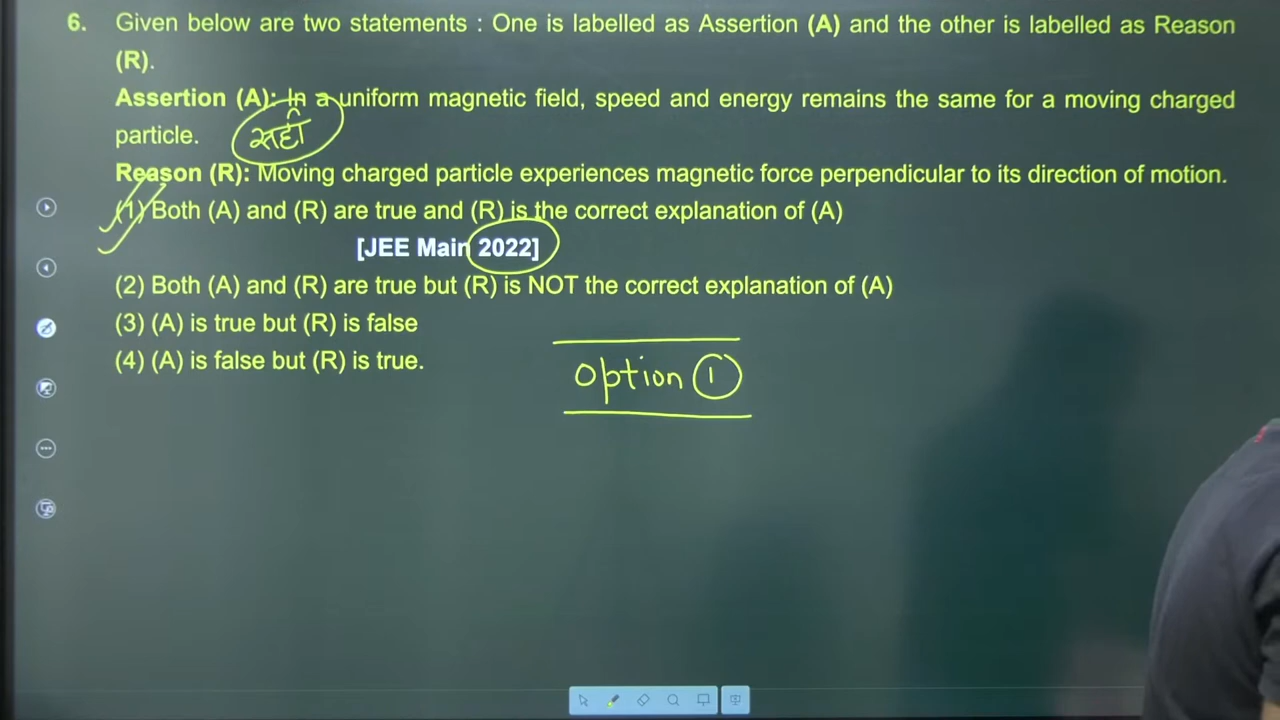 6. Given below are two statements : One is labelled as Assertion (A) and the other is labelled as Reason
(R).
Assertion (A): In a uniform magnetic field, speed and energy remains the same for a moving charged
particle. सही
Reason (R): Moving charged particle experiences magnetic force perpendicular to its direction of motion.
(1) Both (A) and (R) are true and (R) is the correct explanation of (A)
[JEE Main 2022]
(2) Both (A) and (R) are true but (R) is NOT the correct explanation of (A)
(3) (A) is true but (R) is false
(4) (A) is false but (R) is true.
option 1